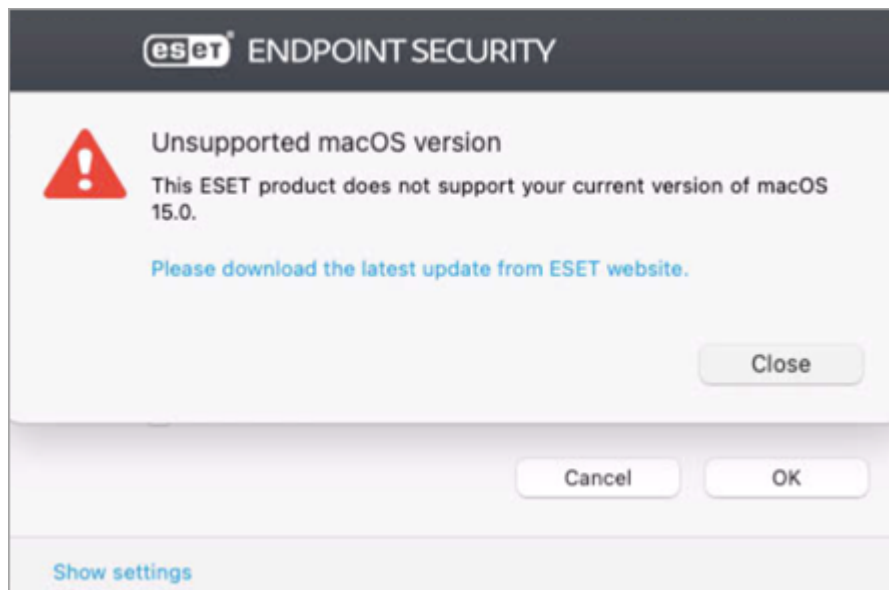 eset ENDPOINT SECURITY
Unsupported macOS version
This ESET product does not support your current version of macOS
15.0.
Please download the latest update from ESET website.
Close
Cancel
OK
Show settings